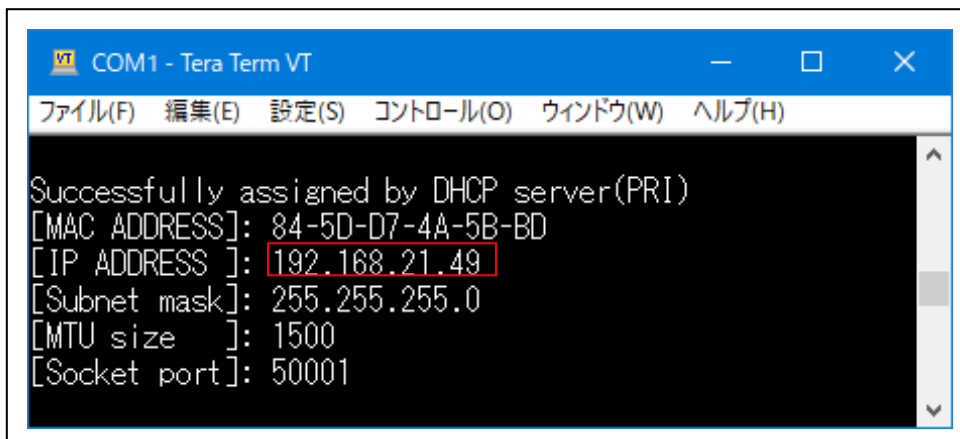 COM1 - Tera Term VT
ファイル(F) 編集(E) 設定(S) コントロール(O) ウィンドウ(W) ヘルプ(H)
Successfully assigned by DHCP server(PRI)
[MAC ADDRESS]: 84-5D-D7-4A-5B-BD
[IP ADDRESS ]: 192.168.21.49
[Subnet mask]: 255.255.255.0
[MTU size   ]: 1500
[Socket port]: 50001